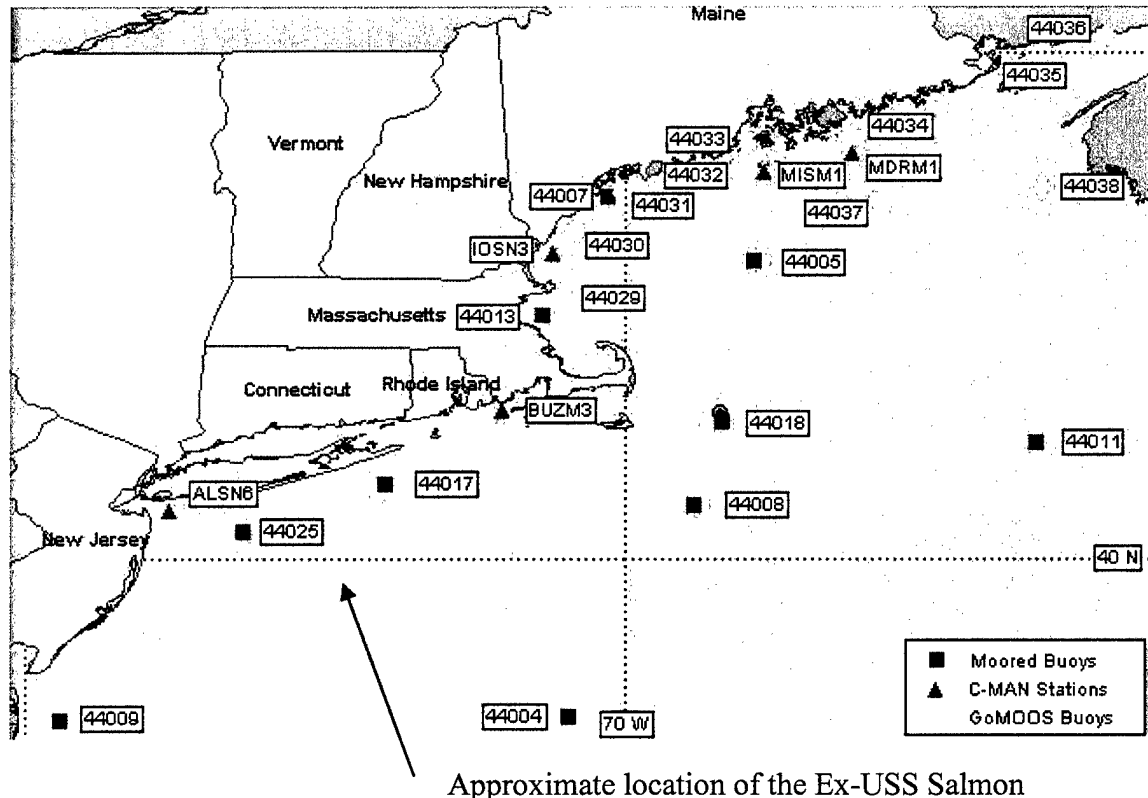 Maine
44036
44035
Vermont
44033
44034
New Hampshire
44032
MISM1
MDRM1
44007
44031
44038
44037
IOSN3
44030
44005
44029
Massachusetts
44013
Connecticut
Rhode Island
BUZM3
44018
44011
44017
ALSN6
44008
New Jersey
44025
40 N
Moored Buoys
C-MAN Stations
GoMOOS Buoys
44009
44004
70 W
Approximate location of the Ex-USS Salmon